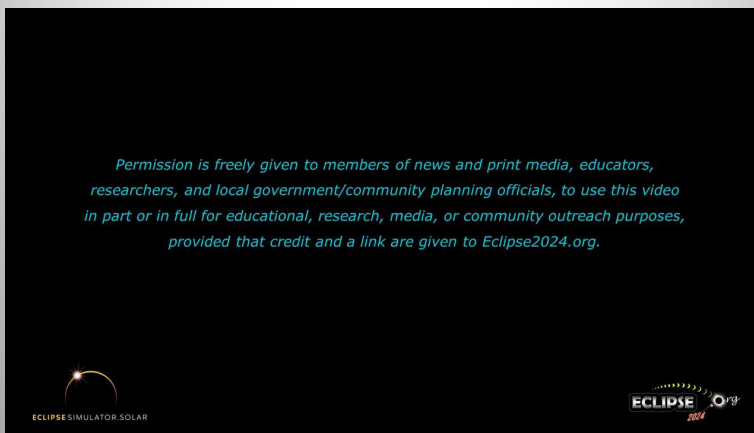 Permission is freely given to members of news and print media, educators,
researchers, and local government/community planning officials, to use this video
in part or in full for educational, research, media, or community outreach purposes,
provided that credit and a link are given to Eclipse2024.org.
ECLIPSESIMULATOR.SOLAR
ECLIPSE .Org
2024